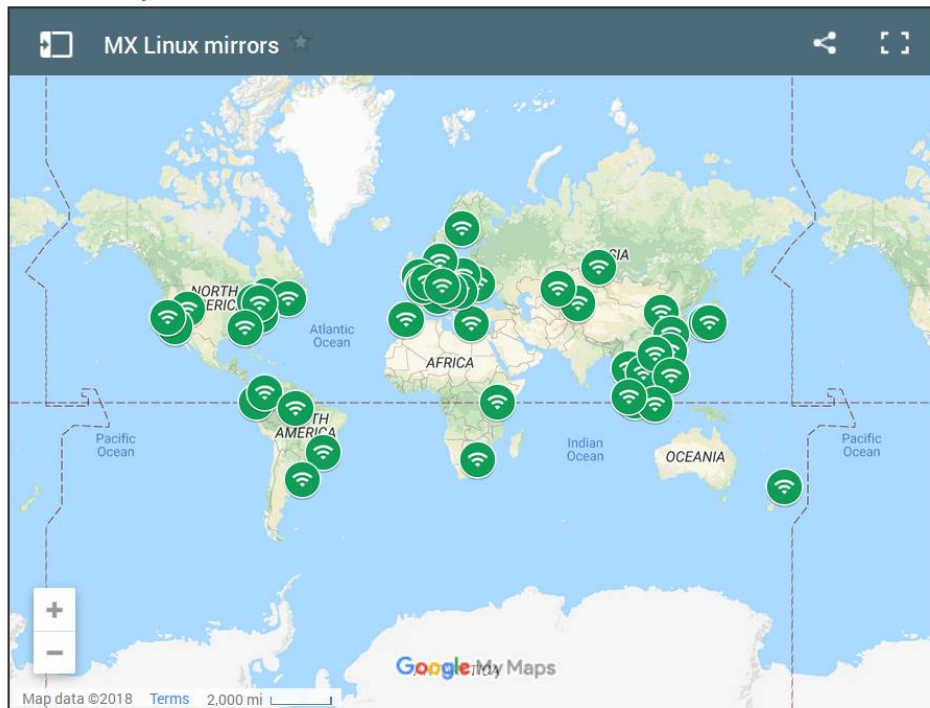 MX Linux mirrors
SIA
NORTH
AMERIC
Atlantic
Ocean
AFRICA
TH
AMERICA
Pacific
Ocean
Indian
Ocean
OCEANIA
Pacific
Ocean
+
−
Google My Maps
Map data ©2018 Terms 2,000 mi